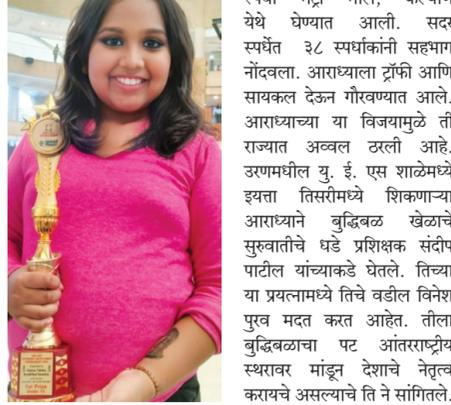 येथे घेण्यात आली. सदर
स्पर्धेत ३८ स्पर्धकांनी सहभाग
नोंदवला. आराध्याला ट्रॉफी आणि
सायकल देऊन गौरवण्यात आले.
आराध्याच्या या विजयामुळे ती
राज्यात अव्वल ठरली आहे.
उरणमधील यु. ई. एस शाळेमध्ये
इयत्ता तिसरीमध्ये शिकणाऱ्या
आराध्याने बुद्धिबळ खेळाचे
सुरुवातीचे धडे प्रशिक्षक संदीप
पाटील यांच्याकडे घेतले. तिच्या
या प्रयत्नामध्ये तिचे वडील विनेश
पुरव मदत करत आहेत. तीला
बुद्धिबळाचा पट आंतरराष्ट्रीय
स्थरावर मांडून देशाचे नेतृत्व
करायचे असल्याचे ति ने सांगितले.
1st Prize